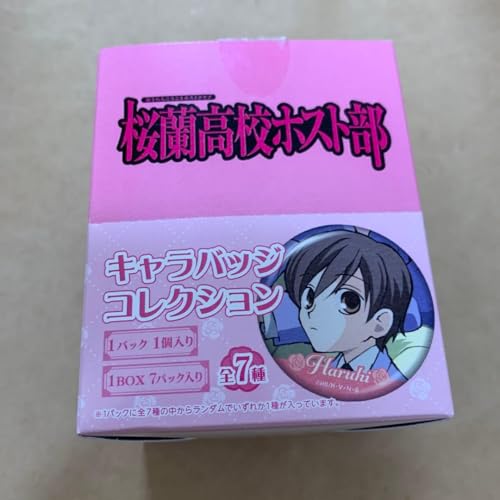 桜蘭高校ホスト部
キャラバッジ
コレクション
1パック 1個入り
1BOX 7パック入り
全7種
Haruhi
※1パックに全7種の中からランダムでいずれか1種が入っています。